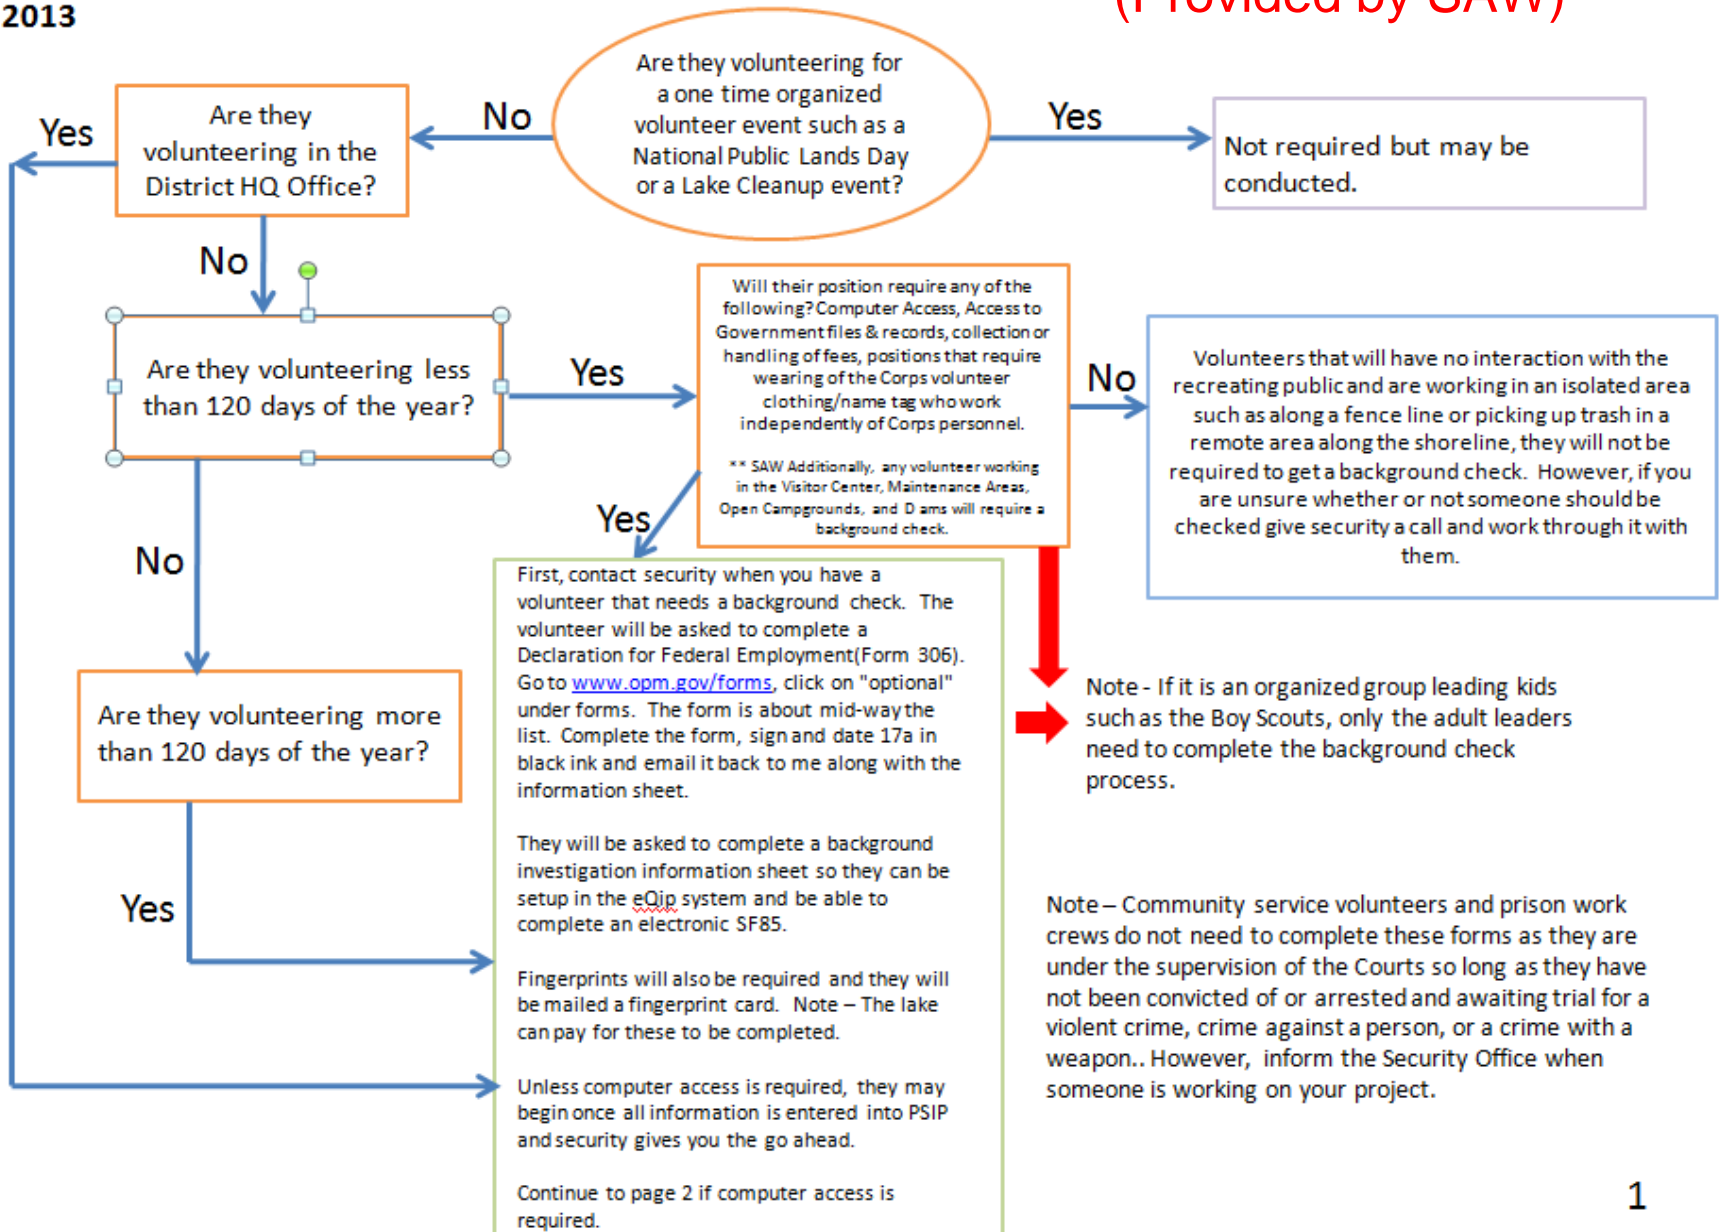 (Provided by SAW)
2013
Are they volunteering for
a one time organized
volunteer event such as a
National Public Lands Day
or a Lake Cleanup event?
No
Yes
Are they
volunteering in the
District HQ Office?
Yes
Not required but may be
conducted.
No
Will their position require any of the
following? Computer Access, Access to
Government files & records, collection or
handling of fees, positions that require
wearing of the Corps volunteer
clothing/name tag who work
independently of Corps personnel.
** SAW Additionally, any volunteer working
in the Visitor Center, Maintenance Areas,
Open Campgrounds, and D ams will require a
background check.
Are they volunteering less
than 120 days of the year?
Yes
No
Volunteers that will have no interaction with the
recreating public and are working in an isolated area
such as along a fence line or picking up trash in a
remote area along the shoreline, they will not be
required to get a background check. However, if you
are unsure whether or not someone should be
checked give security a call and work through it with
them.
Yes
No
First, contact security when you have a
volunteer that needs a background check. The
volunteer will be asked to complete a
Declaration for Federal Employment(Form 306).
Go to www.opm.gov/forms, click on "optional"
under forms. The form is about mid-way the
list. Complete the form, sign and date 17a in
black ink and email it back to me along with the
information sheet.
They will be asked to complete a background
investigation information sheet so they can be
setup in the eQip system and be able to
complete an electronic SF85.
Fingerprints will also be required and they will
be mailed a fingerprint card. Note – The lake
can pay for these to be completed.
Unless computer access is required, they may
begin once all information is entered into PSIP
and security gives you the go ahead.
Continue to page 2 if computer access is
required.
Are they volunteering more
than 120 days of the year?
Yes
Note - If it is an organized group leading kids
such as the Boy Scouts, only the adult leaders
need to complete the background check
process.
Note – Community service volunteers and prison work
crews do not need to complete these forms as they are
under the supervision of the Courts so long as they have
not been convicted of or arrested and awaiting trial for a
violent crime, crime against a person, or a crime with a
weapon.. However, inform the Security Office when
someone is working on your project.
1